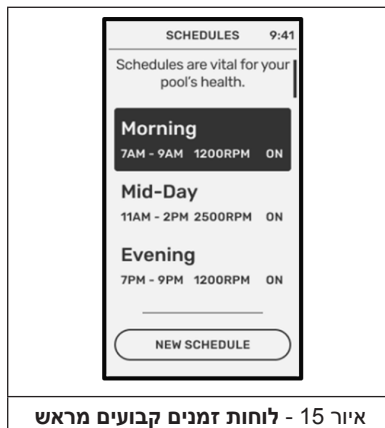 SCHEDULES 9:41
Schedules are vital for your
pool's health.
Morning
7AM - 9AM 1200RPM ON
Mid-Day
11AM - 2PM 2500RPM ON
Evening
7PM - 9PM 1200RPM ON
NEW SCHEDULE
איור 15 - לוחות זמנים קבועים מראש